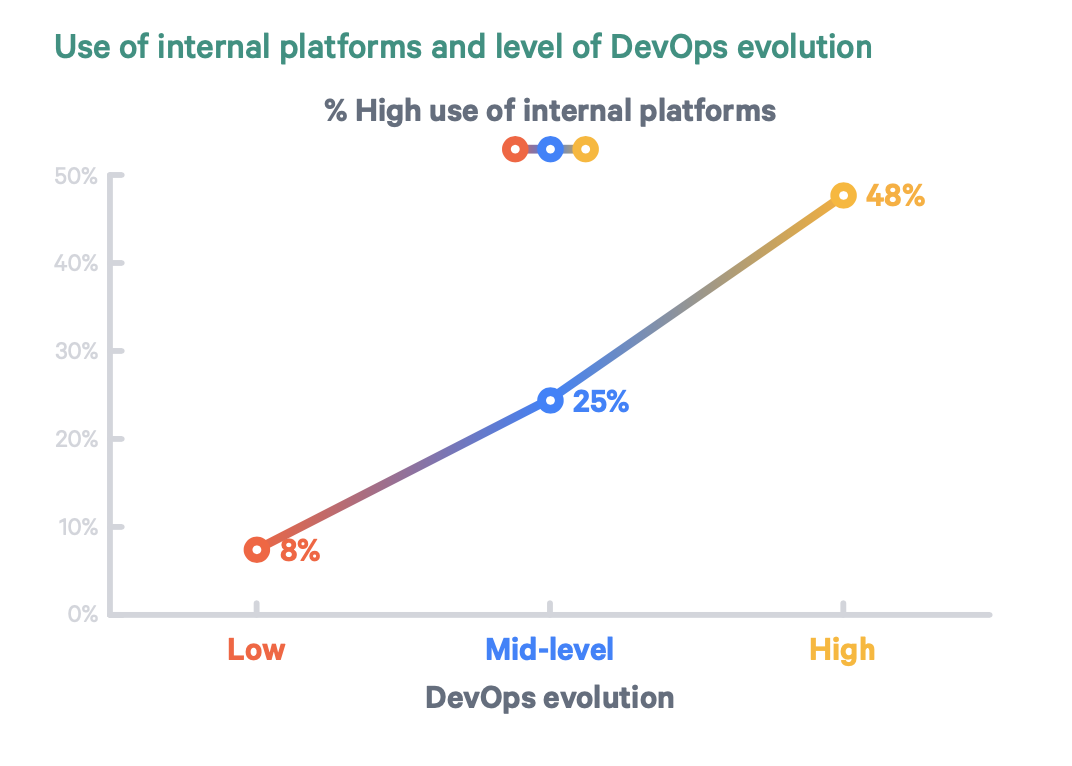 Use of internal platforms and level of DevOps evolution
% High use of internal platforms
50%
48%
40%
30%
25%
20%
10%
8%
0%
Low Mid-level High
DevOps evolution